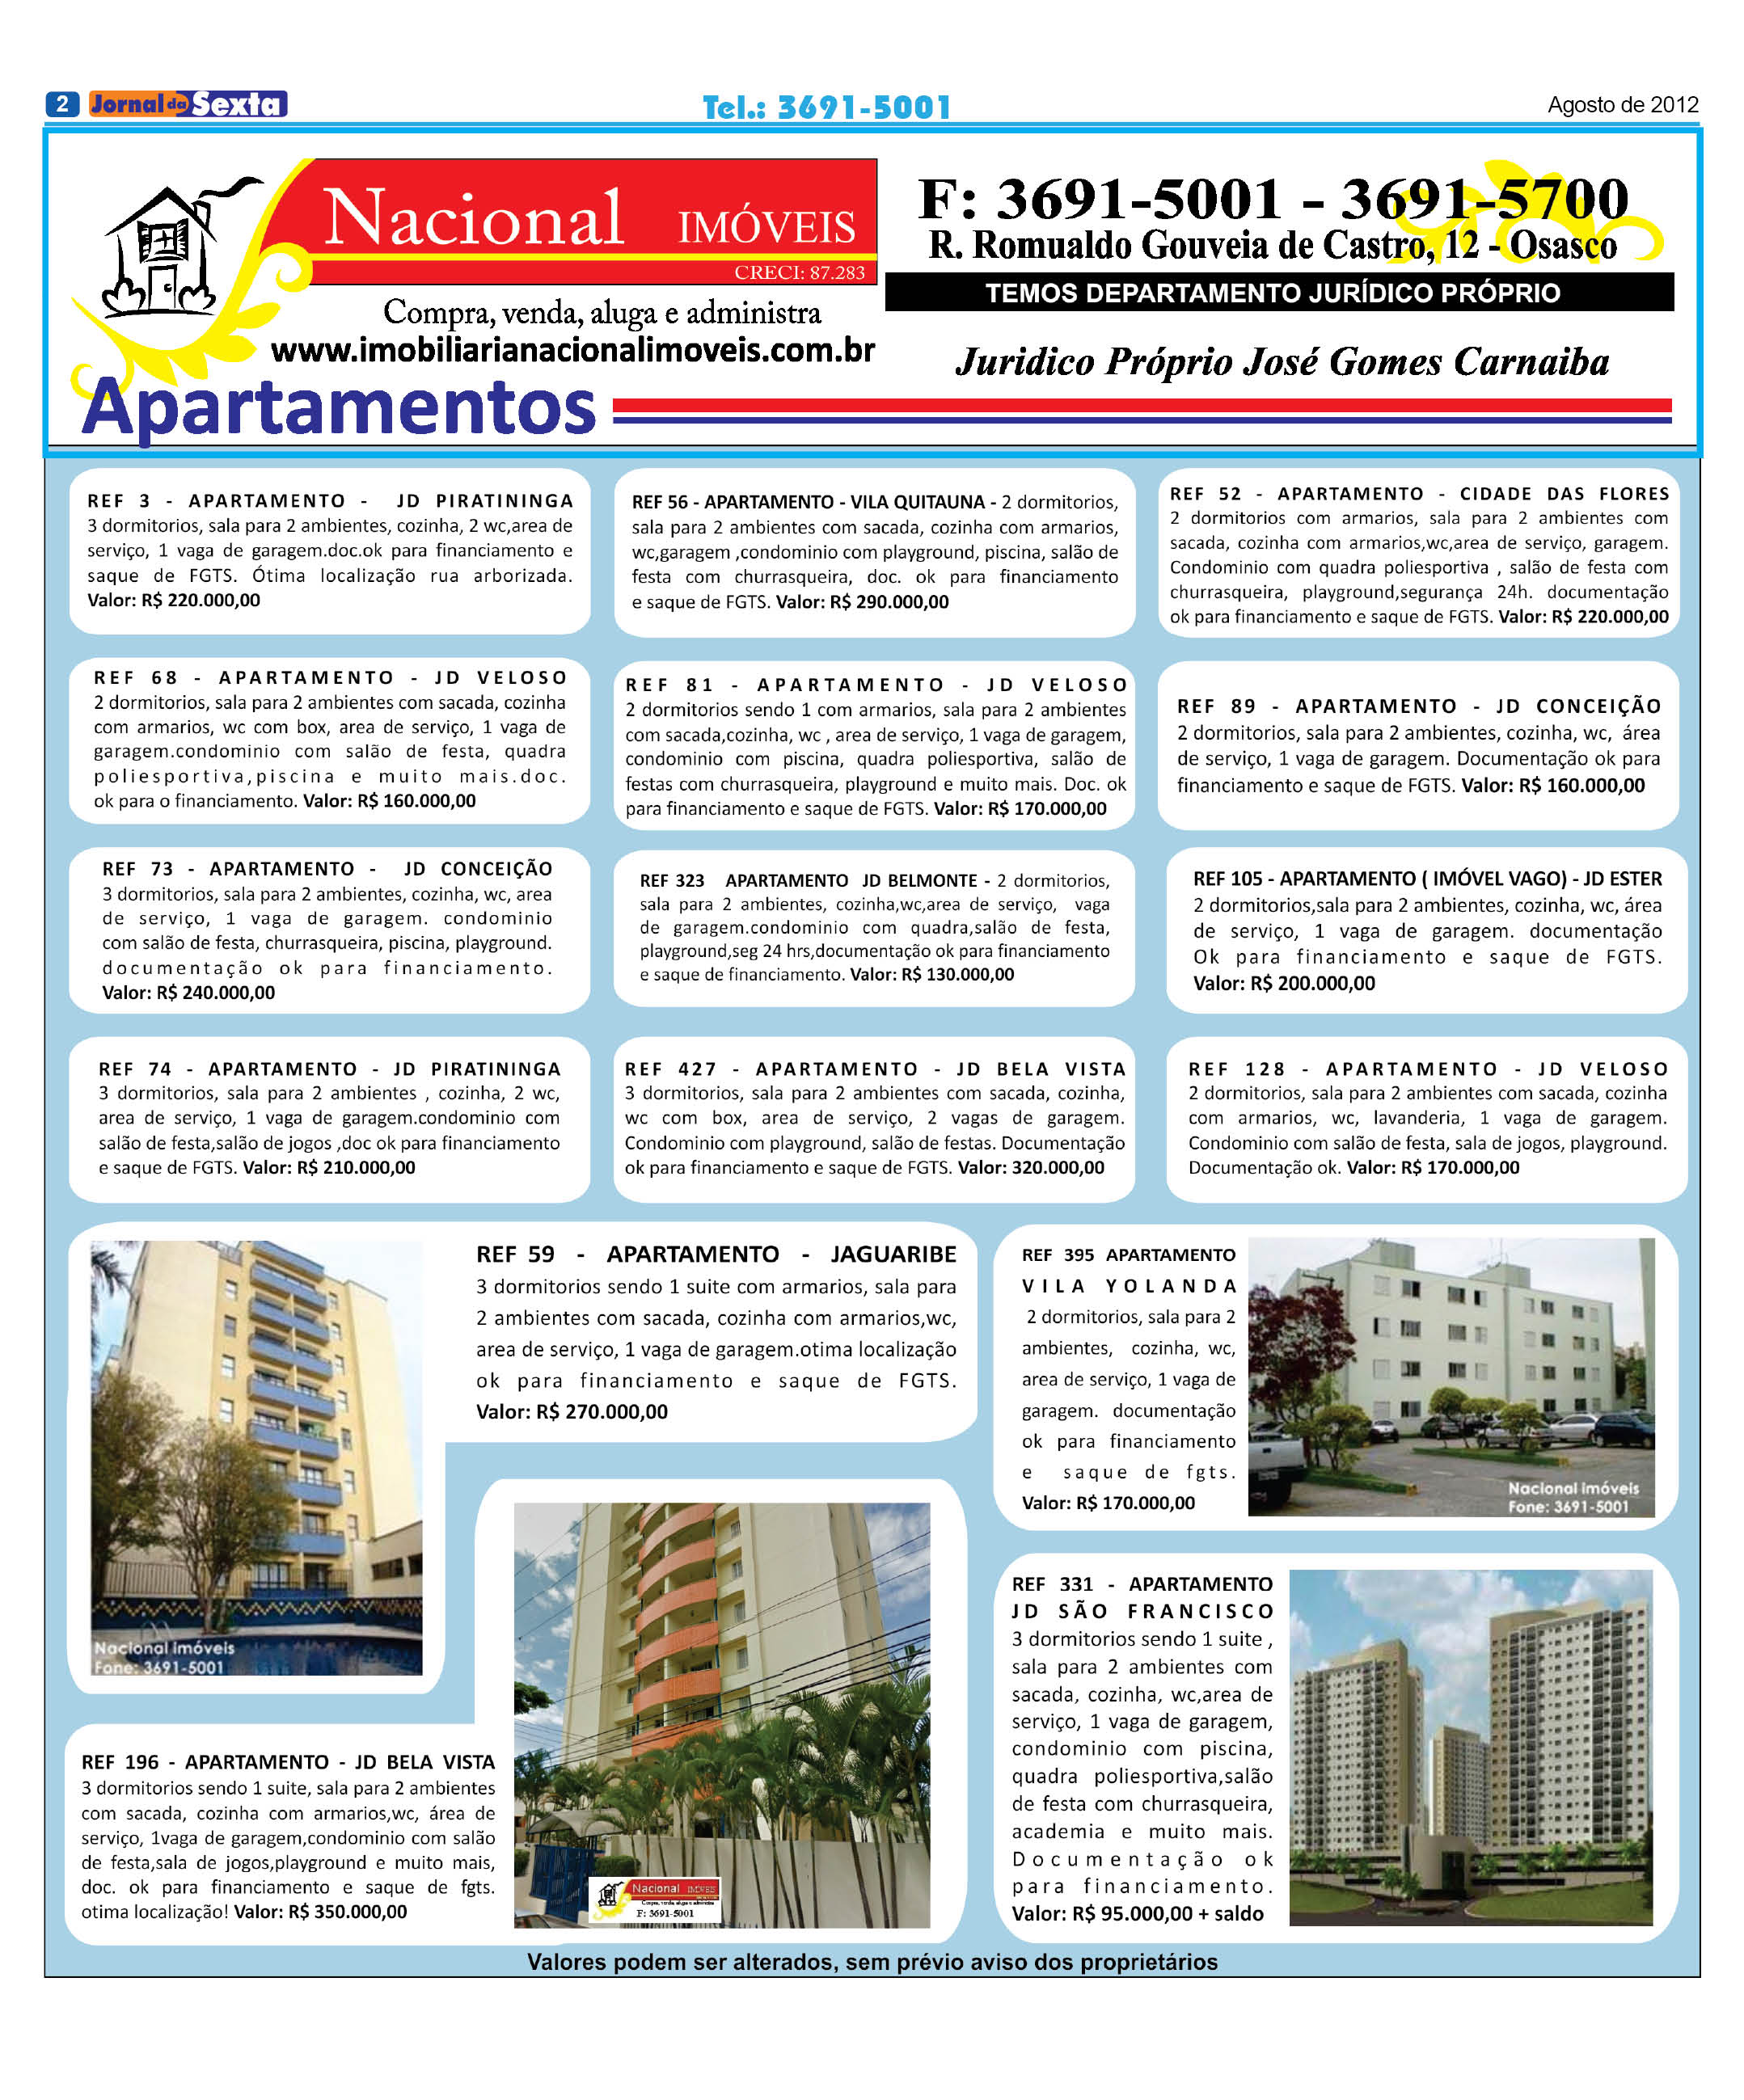 2 Jornal da Sexta
Tel.: 3691-5001
Agosto de 2012
Nacional IMÓVEIS
CRECI: 87.283
Compra, venda, aluga e administra
www.imobiliarianacionalimoveis.com.br
F: 3691-5001 - 3691-5700
R. Romualdo Gouveia de Castro, 12 - Osasco
TEMOS DEPARTAMENTO JURÍDICO PRÓPRIO
Juridico Próprio José Gomes Carnaiba
Apartamentos
REF 3 - APARTAMENTO - JD PIRATININGA
3 dormitorios, sala para 2 ambientes, cozinha, 2 wc,area de
serviço, 1 vaga de garagem.doc.ok para financiamento e
saque de FGTS. Ótima localização rua arborizada.
Valor: R$ 220.000,00
REF 56 - APARTAMENTO - VILA QUITAUNA - 2 dormitorios,
sala para 2 ambientes com sacada, cozinha com armarios,
wc,garagem ,condominio com playground, piscina, salão de
festa com churrasqueira, doc. ok para financiamento
e saque de FGTS. Valor: R$ 290.000,00
REF 52 - APARTAMENTO - CIDADE DAS FLORES
2 dormitorios com armarios, sala para 2 ambientes com
sacada, cozinha com armarios,wc,area de serviço, garagem.
Condominio com quadra poliesportiva , salão de festa com
churrasqueira, playground,segurança 24h. documentação
ok para financiamento e saque de FGTS. Valor: R$ 220.000,00
REF 68 - APARTAMENTO - JD VELOSO
2 dormitorios, sala para 2 ambientes com sacada, cozinha
com armarios, wc com box, area de serviço, 1 vaga de
garagem.condominio com salão de festa, quadra
poliesportiva,piscina e muito mais.doc.
ok para o financiamento. Valor: R$ 160.000,00
REF 81 - APARTAMENTO - JD VELOSO
2 dormitorios sendo 1 com armarios, sala para 2 ambientes
com sacada,cozinha, wc , area de serviço, 1 vaga de garagem,
condominio com piscina, quadra poliesportiva, salão de
festas com churrasqueira, playground e muito mais. Doc. ok
para financiamento e saque de FGTS. Valor: R$ 170.000,00
REF 89 - APARTAMENTO - JD CONCEIÇÃO
2 dormitorios, sala para 2 ambientes, cozinha, wc, área
de serviço, 1 vaga de garagem. Documentação ok para
financiamento e saque de FGTS. Valor: R$ 160.000,00
REF 73 - APARTAMENTO - JD CONCEIÇÃO
3 dormitorios, sala para 2 ambientes, cozinha, wc, area
de serviço, 1 vaga de garagem. condominio
com salão de festa, churrasqueira, piscina, playground.
documentação ok para financiamento.
Valor: R$ 240.000,00
REF 323 APARTAMENTO JD BELMONTE - 2 dormitorios,
sala para 2 ambientes, cozinha,wc,area de serviço, vaga
de garagem.condominio com quadra,salão de festa,
playground,seg 24 hrs,documentação ok para financiamento
e saque de financiamento. Valor: R$ 130.000,00
REF 105 - APARTAMENTO ( IMÓVEL VAGO) - JD ESTER
2 dormitorios,sala para 2 ambientes, cozinha, wc, área
de serviço, 1 vaga de garagem. documentação
Ok para financiamento e saque de FGTS.
Valor: R$ 200.000,00
REF 74 - APARTAMENTO - JD PIRATININGA
3 dormitorios, sala para 2 ambientes , cozinha, 2 wc,
area de serviço, 1 vaga de garagem.condominio com
salão de festa,salão de jogos ,doc ok para financiamento
e saque de FGTS. Valor: R$ 210.000,00
REF 427 - APARTAMENTO - JD BELA VISTA
3 dormitorios, sala para 2 ambientes com sacada, cozinha,
wc com box, area de serviço, 2 vagas de garagem.
Condominio com playground, salão de festas. Documentação
ok para financiamento e saque de FGTS. Valor: 320.000,00
REF 128 - APARTAMENTO - JD VELOSO
2 dormitorios, sala para 2 ambientes com sacada, cozinha
com armarios, wc, lavanderia, 1 vaga de garagem.
Condominio com salão de festa, sala de jogos, playground.
Documentação ok. Valor: R$ 170.000,00
REF 59 - APARTAMENTO - JAGUARIBE
3 dormitorios sendo 1 suite com armarios, sala para
2 ambientes com sacada, cozinha com armarios,wc,
area de serviço, 1 vaga de garagem.otima localização
ok para financiamento e saque de FGTS.
Valor: R$ 270.000,00
Nacional imóveis
Fone: 3691-5001
REF 395 APARTAMENTO
VILA YOLANDA
2 dormitorios, sala para 2
ambientes, cozinha, wc,
area de serviço, 1 vaga de
garagem. documentação
ok para financiamento
e saque de fgts.
Valor: R$ 170.000,00
Nacional imóveis
Fone: 3691-5001
REF 196 - APARTAMENTO - JD BELA VISTA
3 dormitorios sendo 1 suite, sala para 2 ambientes
com sacada, cozinha com armarios,wc, área de
serviço, 1vaga de garagem,condominio com salão
de festa,sala de jogos,playground e muito mais,
doc. ok para financiamento e saque de fgts.
otima localização! Valor: R$ 350.000,00
Nacional IMÓVEIS
Compra, venda, aluga e administra
F: 3691-5001
REF 331 - APARTAMENTO
JD SÃO FRANCISCO
3 dormitorios sendo 1 suite ,
sala para 2 ambientes com
sacada, cozinha, wc,area de
serviço, 1 vaga de garagem,
condominio com piscina,
quadra poliesportiva,salão
de festa com churrasqueira,
academia e muito mais.
Documentação ok
para financiamento.
Valor: R$ 95.000,00 + saldo
Valores podem ser alterados, sem prévio aviso dos proprietários